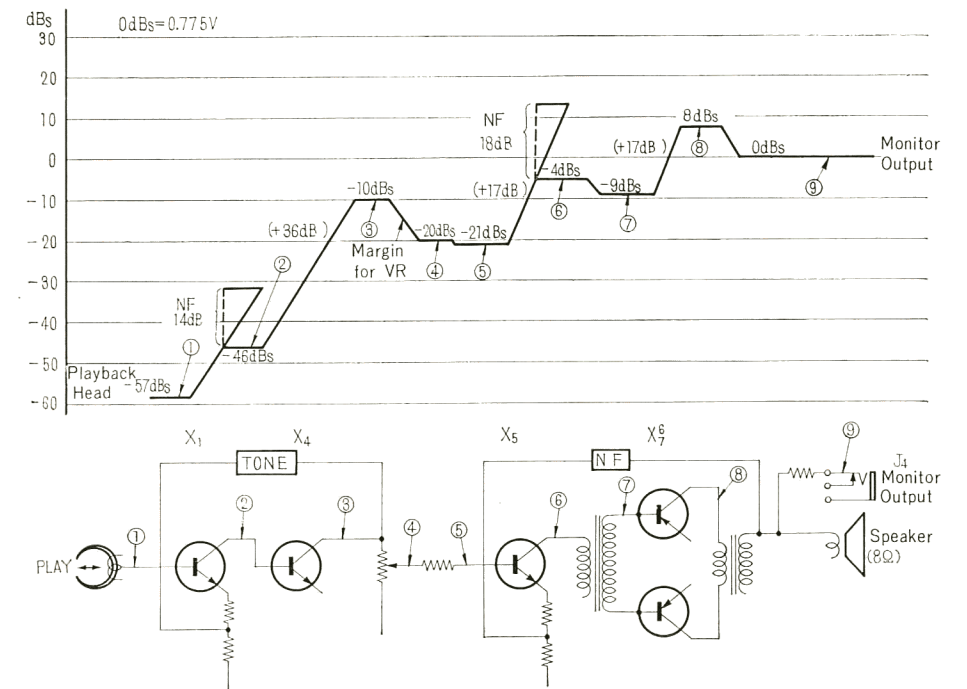 dBs
0dBs=0.775V
30
20
10
0
-10
-20
-30
-40
-50
-60
Playback
Head
-57dBs
①
NF
14dB
②
-46dBs
(+36dB)
-10dBs
③
Margin
for VR
-20dBs
④
-21dBs
⑤
(+17dB)
NF
18dB
-4dBs
⑥
-9dBs
⑦
(+17dB)
8dBs
⑧
0dBs
⑨
Monitor
Output
X₁
X₄
TONE
X₅
X⁶₇
NF
PLAY
①
②
③
④
⑤
⑥
⑦
⑧
⑨
V
J₄
Monitor
Output
Speaker
(8Ω)